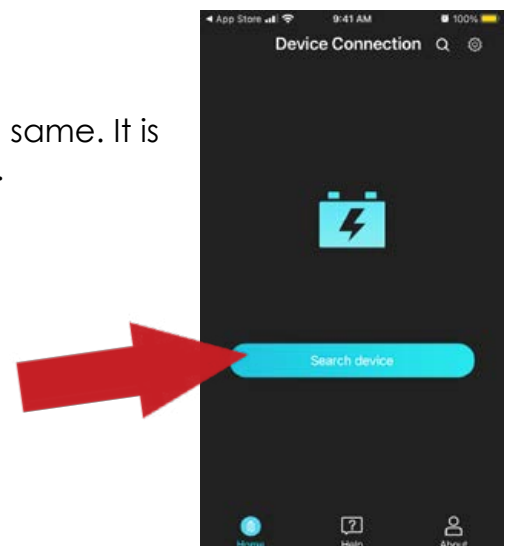 App Store 9:41 AM 100%
Device Connection
same. It is
.
Search device
Home Help About